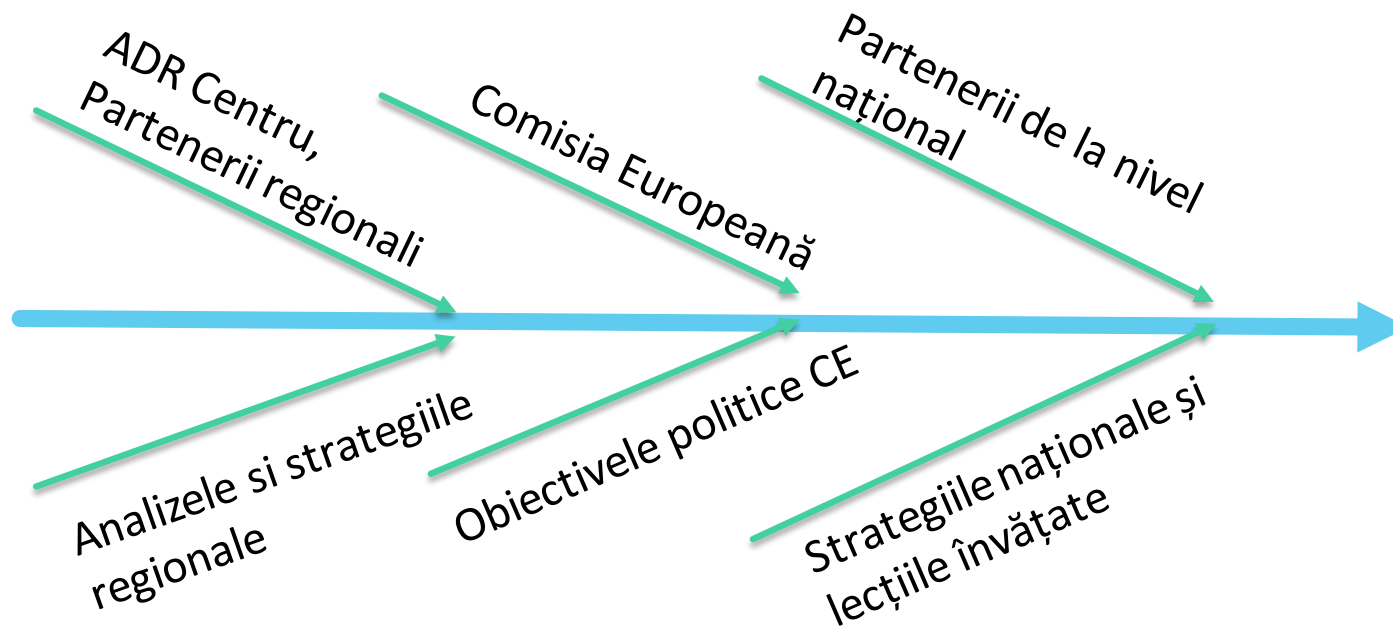 ADR Centru,
Partenerii regionali
Comisia Europeană
Partenerii de la nivel
național
Analizele si strategiile
regionale
Obiectivele politice CE
Strategiile naționale și
lecțiile învățate